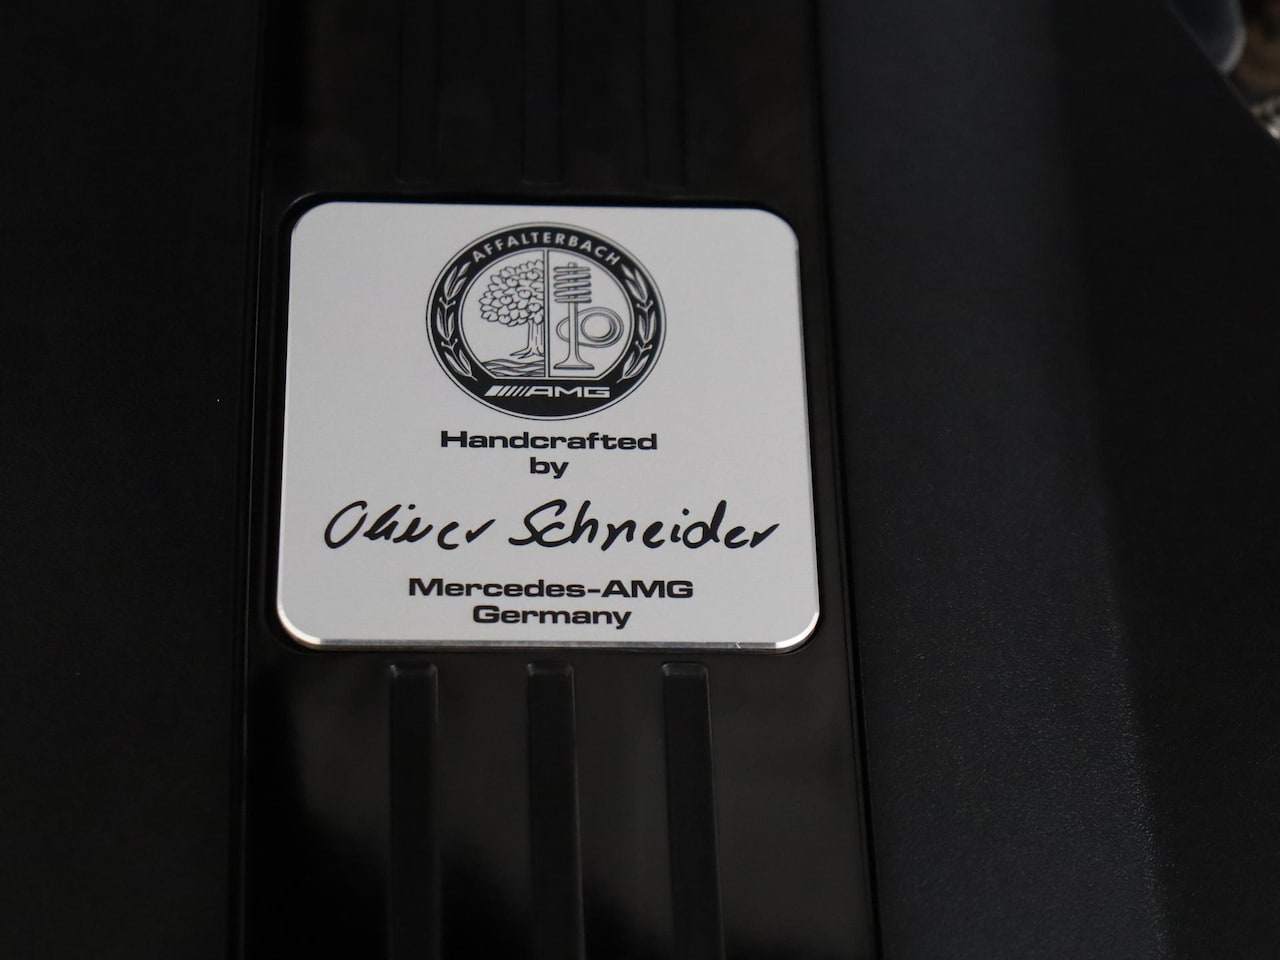 AFFALTERBACH
AMG
Handcrafted
by
Oliver Schneider
Mercedes-AMG
Germany